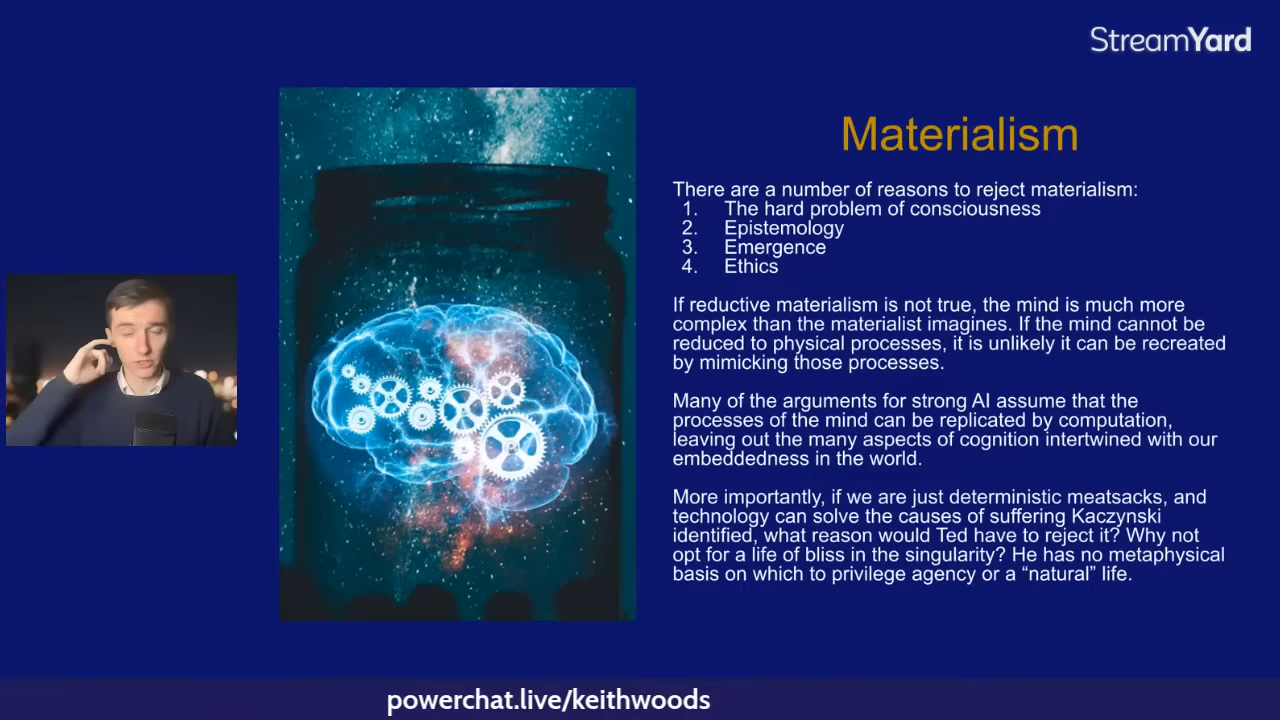 StreamYard
Materialism
There are a number of reasons to reject materialism:
1. The hard problem of consciousness
2. Epistemology
3. Emergence
4. Ethics
If reductive materialism is not true, the mind is much more
complex than the materialist imagines. If the mind cannot be
reduced to physical processes, it is unlikely it can be recreated
by mimicking those processes.
Many of the arguments for strong AI assume that the
processes of the mind can be replicated by computation,
leaving out the many aspects of cognition intertwined with our
embeddedness in the world.
More importantly, if we are just deterministic meatsacks, and
technology can solve the causes of suffering Kaczynski
identified, what reason would Ted have to reject it? Why not
opt for a life of bliss in the singularity? He has no metaphysical
basis on which to privilege agency or a “natural” life.
powerchat.live/keithwoods